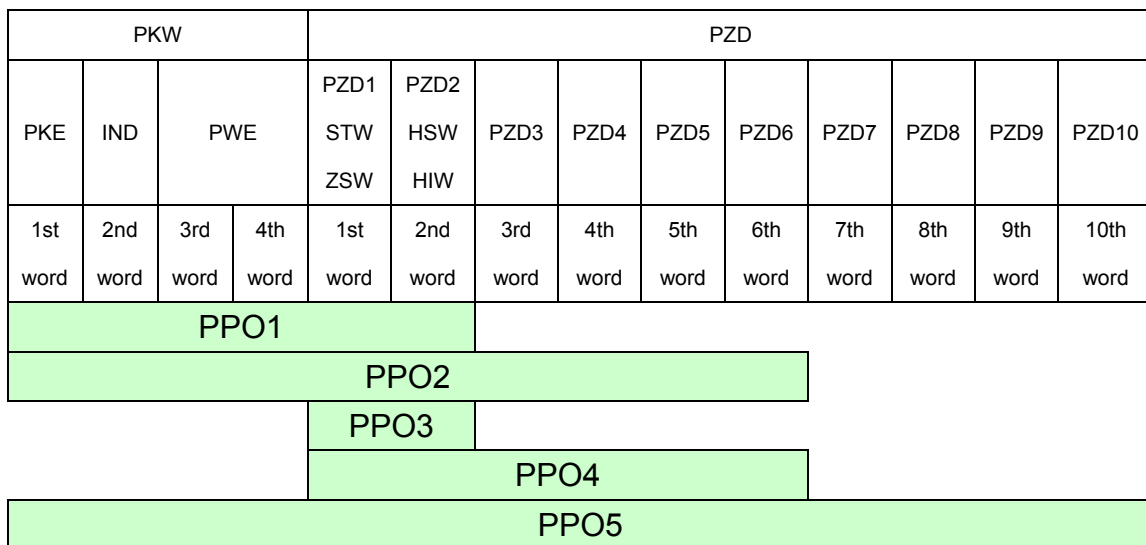 PKW PZD
PZD1 PZD2
PKE IND PWE STW HSW PZD3 PZD4 PZD5 PZD6 PZD7 PZD8 PZD9 PZD10
ZSW HIW
1st 2nd 3rd 4th 1st 2nd 3rd 4th 5th 6th 7th 8th 9th 10th
word word word word word word word word word word word word word word
PPO1
PPO2
PPO3
PPO4
PPO5